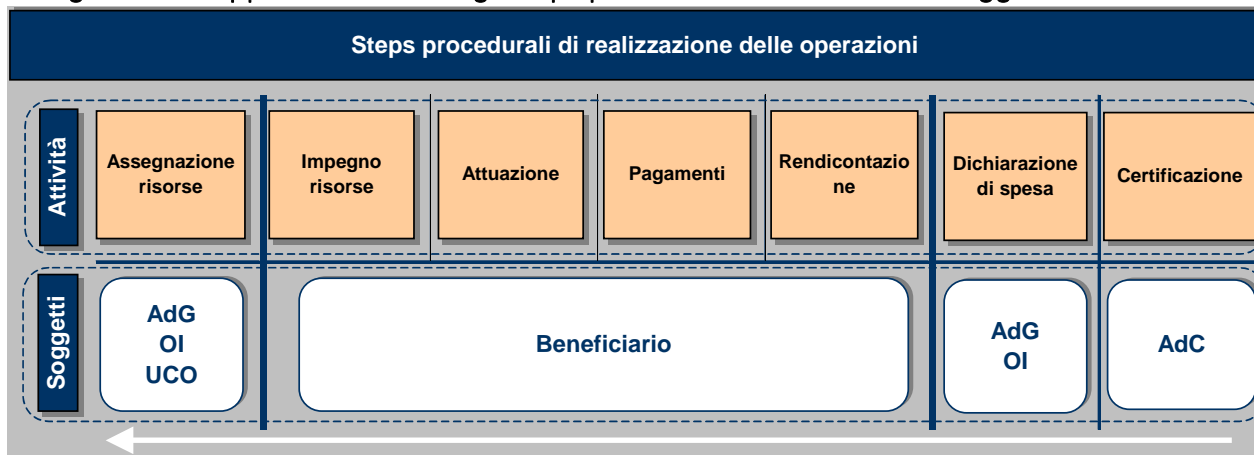 Steps procedurali di realizzazione delle operazioni
Attività
Assegnazione
risorse
Impegno
risorse
Attuazione
Pagamenti
Rendicontazio
ne
Dichiarazione
di spesa
Certificazione
Soggetti
AdG
OI
UCO
Beneficiario
AdG
OI
AdC